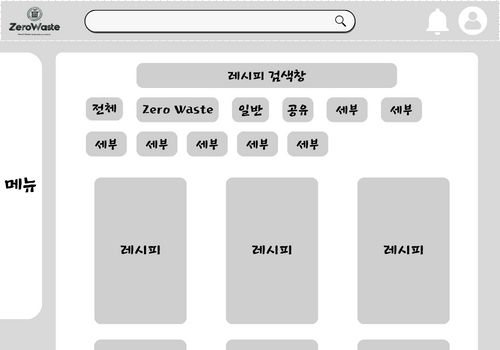 ZeroWaste
레시피 검색창
전체 Zero Waste 일반 공유 세부 세부
세부 세부 세부 세부 세부
메뉴
레시피 레시피 레시피